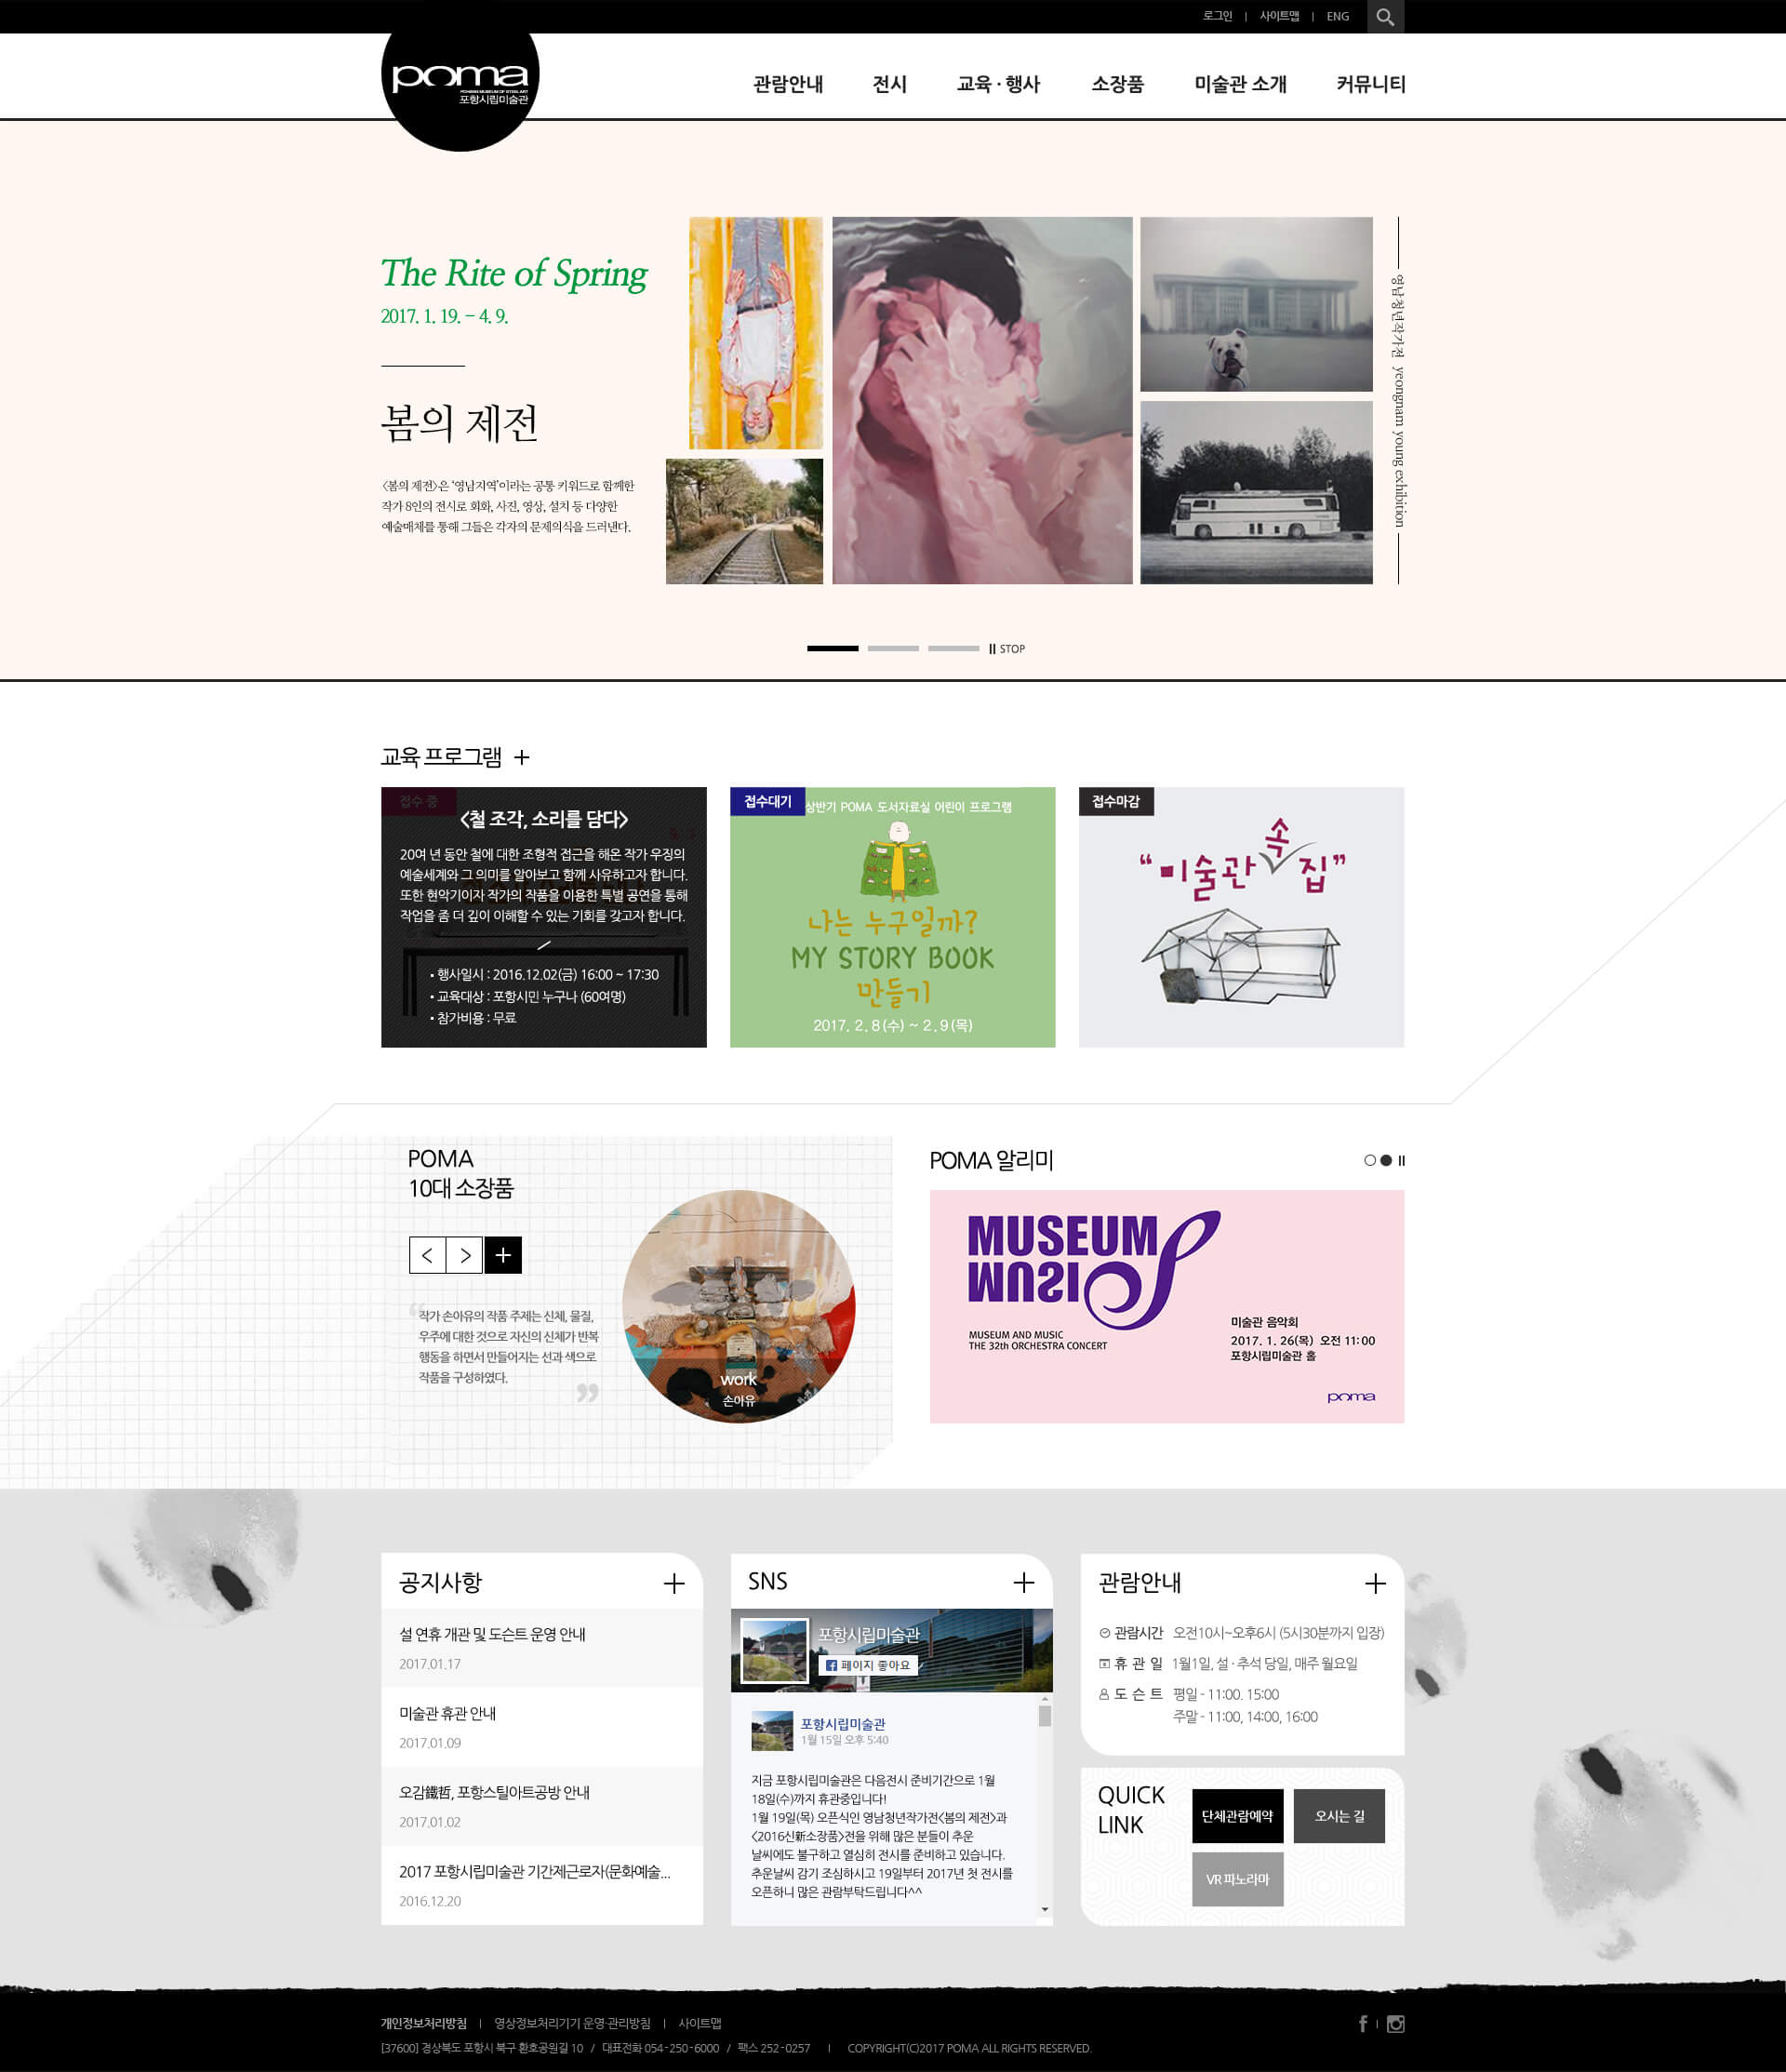 로그인 | 사이트맵 | ENG
poma
POHANG MUSEUM OF STEEL ART
포항시립미술관
관람안내 전시 교육 · 행사 소장품 미술관 소개 커뮤니티
The Rite of Spring
2017. 1. 19. – 4. 9.
봄의 제전
<봄의 제전>은 '영남지역'이라는 공통 키워드로 함께한
작가 8인의 전시로 회화, 사진, 영상, 설치 등 다양한
예술매체를 통해 그들은 각자의 문제의식을 드러낸다.
영남청년작가전 yeongnam young exhibition
STOP
교육 프로그램 +
접수 중
<철 조각, 소리를 담다>
20여 년 동안 철에 대한 조형적 접근을 해온 작가 우징의
예술세계와 그 의미를 알아보고 함께 사유하고자 합니다.
또한 현악기이자 작가의 작품을 이용한 특별 공연을 통해
작업을 좀 더 깊이 이해할 수 있는 기회를 갖고자 합니다.
• 행사일시 : 2016.12.02(금) 16:00 ~ 17:30
• 교육대상 : 포항시민 누구나 (60여명)
• 참가비용 : 무료
접수대기
상반기 POMA 도서자료실 어린이 프로그램
나는 누구일까?
MY STORY BOOK
만들기
2017. 2. 8(수) ~ 2. 9(목)
접수마감
“미술관 속 집”
POMA
10대 소장품
< > +
“ 작가 손아유의 작품 주제는 신체, 물질,
우주에 대한 것으로 자신의 신체가 반복
행동을 하면서 만들어지는 선과 색으로
작품을 구성하였다. ”
work
손아유
POMA 알리미
MUSEUM
MUSIC
MUSEUM AND MUSIC
THE 32th ORCHESTRA CONCERT
미술관 음악회
2017. 1. 26(목) 오전 11:00
포항시립미술관 홀
poma
공지사항 +
설 연휴 개관 및 도슨트 운영 안내
2017.01.17
미술관 휴관 안내
2017.01.09
오감鐵哲, 포항스틸아트공방 안내
2017.01.02
2017 포항시립미술관 기간제근로자(문화예술...
2016.12.20
SNS +
포항시립미술관
페이지 좋아요
포항시립미술관
1월 15일 오후 5:40
지금 포항시립미술관은 다음전시 준비기간으로 1월
18일(수)까지 휴관중입니다!
1월 19일(목) 오픈식인 영남청년작가전<봄의 제전>과
<2016신新소장품>전을 위해 많은 분들이 추운
날씨에도 불구하고 열심히 전시를 준비하고 있습니다.
추운날씨 감기 조심하시고 19일부터 2017년 첫 전시를
오픈하니 많은 관람부탁드립니다^^
관람안내 +
관람시간 오전10시~오후6시 (5시30분까지 입장)
휴 관 일 1월1일, 설 · 추석 당일, 매주 월요일
도 슨 트 평일 - 11:00. 15:00
주말 - 11:00, 14:00, 16:00
QUICK
LINK
단체관람예약 오시는 길
VR 파노라마
개인정보처리방침 | 영상정보처리기기 운영·관리방침 | 사이트맵
[37600] 경상북도 포항시 북구 환호공원길 10 / 대표전화 054 - 250 - 6000 / 팩스 252 - 0257 | COPYRIGHT(C)2017 POMA ALL RIGHTS RESERVED.